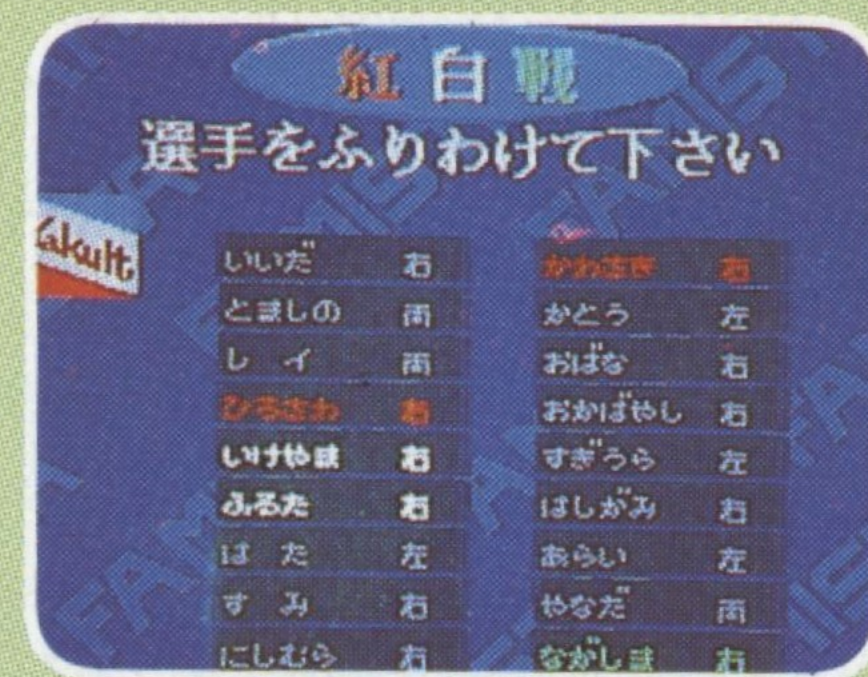 紅白戦
選手をふりわけて下さい
Yakult
いいだ 右
とましの 両
レイ 両
ひろさわ 右
いけやま 右
ふるた 右
はた 左
すみ 右
にしむら 右
かわさき 右
かとう 左
おばな 右
おかばやし 右
すぎうら 左
はしがみ 右
あらい 左
やなだ 両
ながしま 右